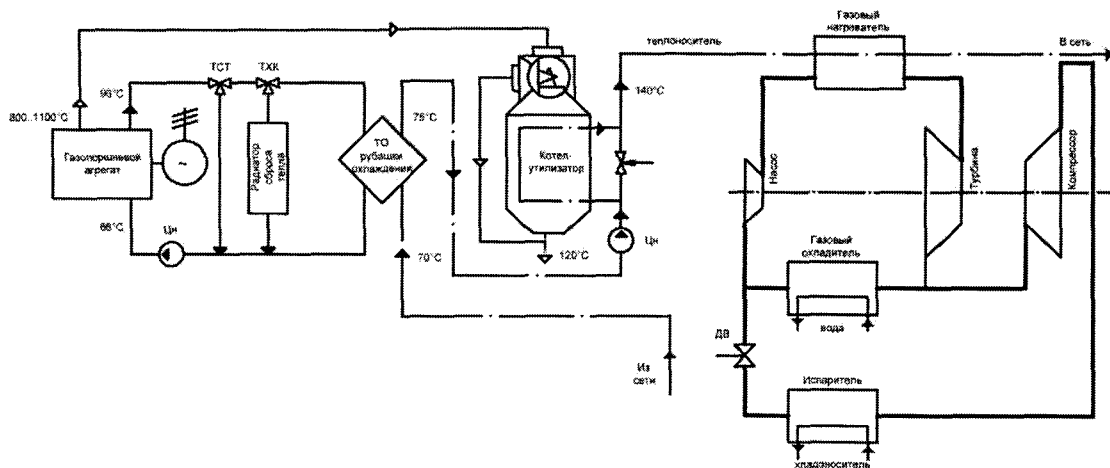 Газовый
нагреватель
теплоноситель
В сеть
ТСТ
ТХК
90°С
800..1100°С
140°С
75°С
Газопоршневой
агрегат
~
Радиатор
сброса
тепла
ТО
рубашки
охлаждения
Котел-
утилизатор
Насос
Турбина
Компрессор
66°С
Цн
70°С
120°С
Цн
Газовый
охладитель
вода
ДВ
Из
сети
Испаритель
хладоноситель